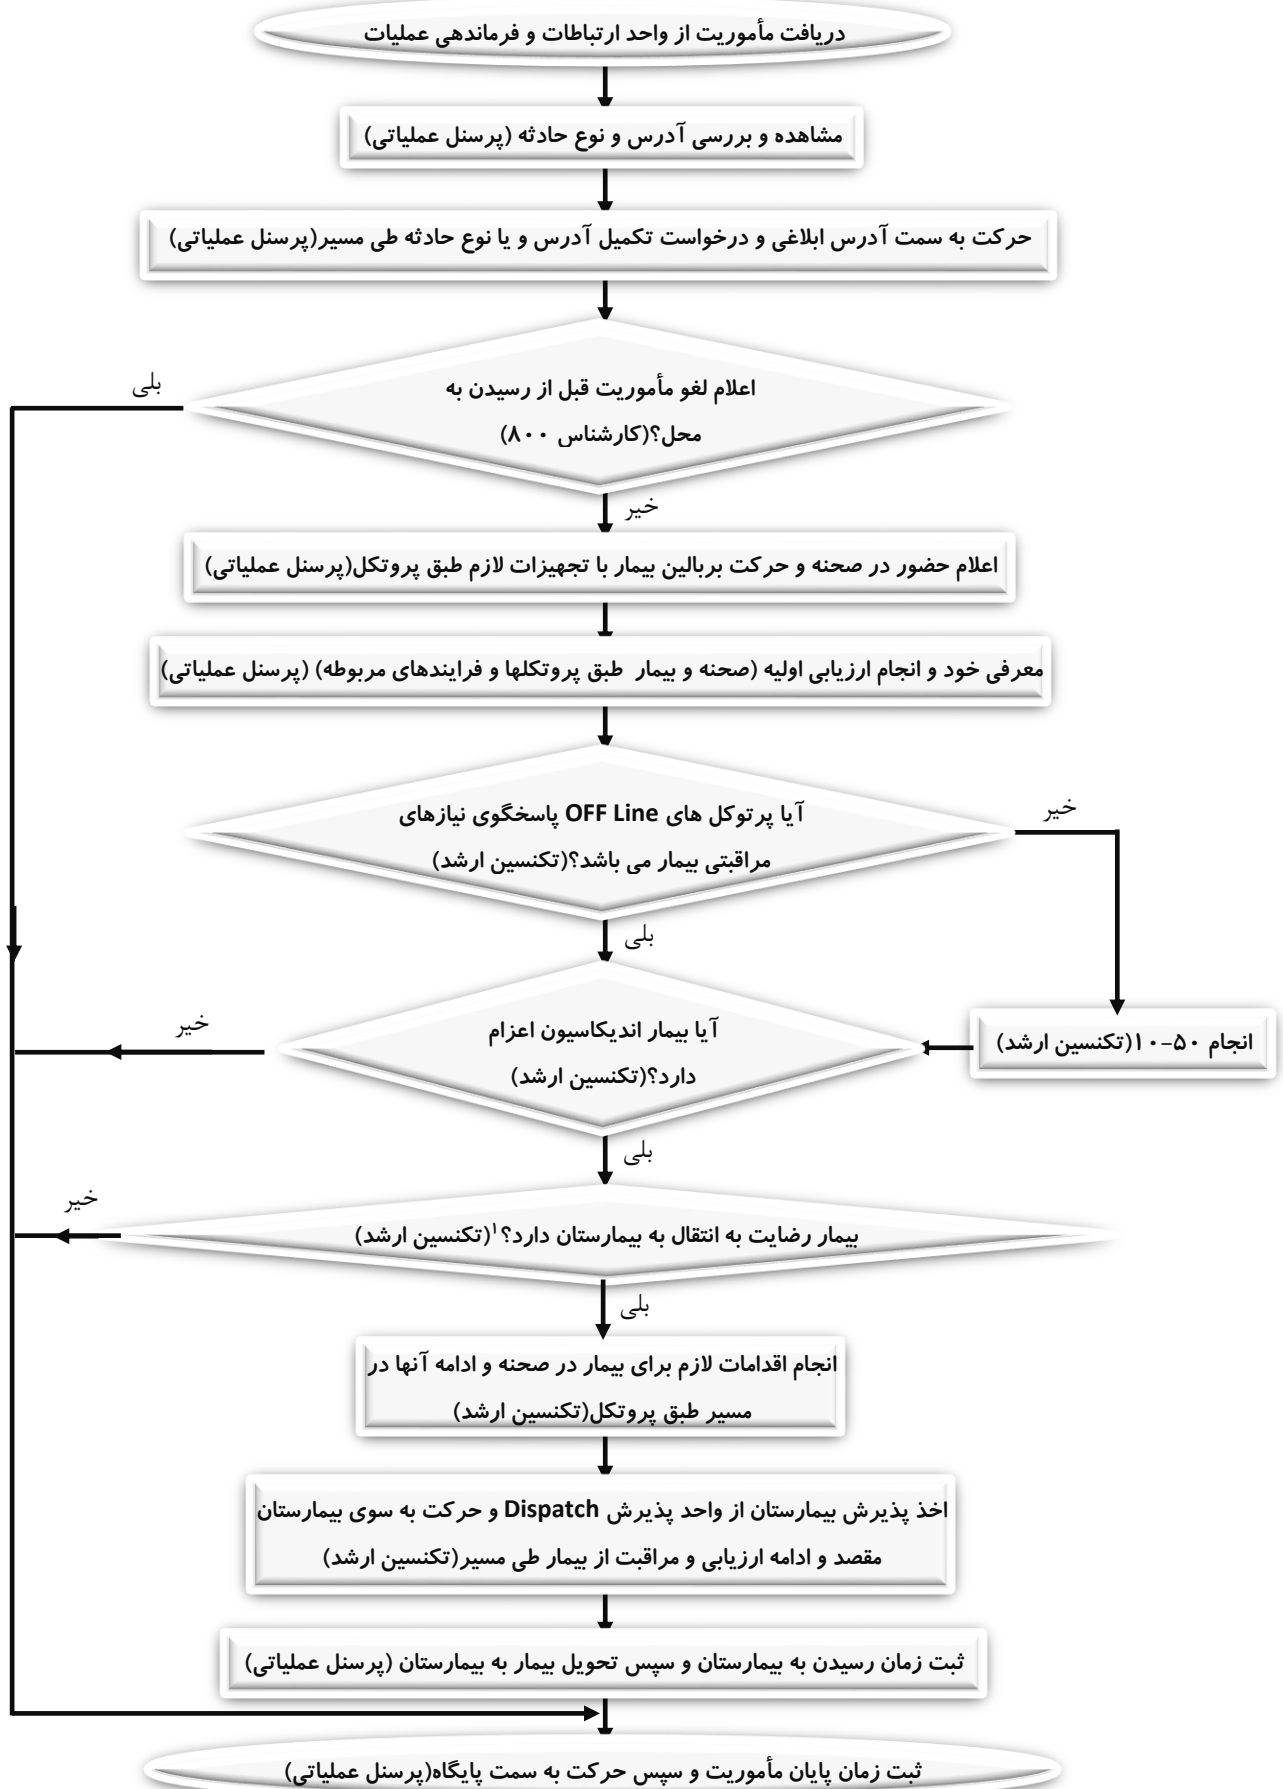 دریافت مأموریت از واحد ارتباطات و فرماندهی عملیات
مشاهده و بررسی آدرس و نوع حادثه (پرسنل عملیاتی)
حرکت به سمت آدرس ابلاغی و درخواست تکمیل آدرس و یا نوع حادثه طی مسیر(پرسنل عملیاتی)
بلی
اعلام لغو مأموریت قبل از رسیدن به
محل؟(کارشناس ۸۰۰)
خیر
اعلام حضور در صحنه و حرکت بربالین بیمار با تجهیزات لازم طبق پروتکل(پرسنل عملیاتی)
معرفی خود و انجام ارزیابی اولیه (صحنه و بیمار طبق پروتکلها و فرایندهای مربوطه) (پرسنل عملیاتی)
خیر
آیا پرتوکل های OFF Line پاسخگوی نیازهای
مراقبتی بیمار می باشد؟(تکنسین ارشد)
بلی
خیر
آیا بیمار اندیکاسیون اعزام
دارد؟(تکنسین ارشد)
انجام ۵۰-۱۰(تکنسین ارشد)
بلی
خیر
بیمار رضایت به انتقال به بیمارستان دارد؟۱(تکنسین ارشد)
بلی
انجام اقدامات لازم برای بیمار در صحنه و ادامه آنها در
مسیر طبق پروتکل(تکنسین ارشد)
اخذ پذیرش بیمارستان از واحد پذیرش Dispatch و حرکت به سوی بیمارستان
مقصد و ادامه ارزیابی و مراقبت از بیمار طی مسیر(تکنسین ارشد)
ثبت زمان رسیدن به بیمارستان و سپس تحویل بیمار به بیمارستان (پرسنل عملیاتی)
ثبت زمان پایان مأموریت و سپس حرکت به سمت پایگاه(پرسنل عملیاتی)